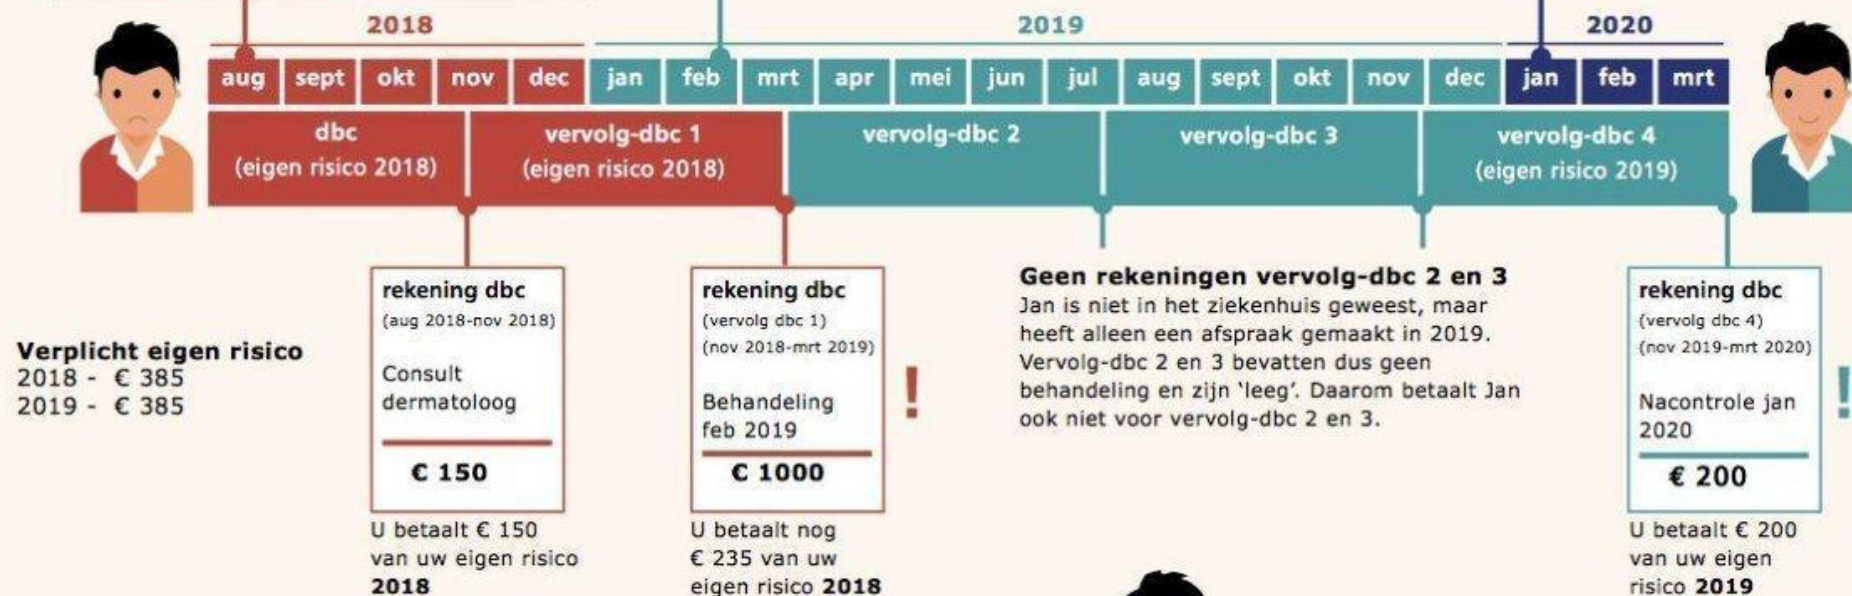 2018
2019
2020
aug sept okt nov dec jan feb mrt apr mei jun jul aug sept okt nov dec jan feb mrt
dbc
(eigen risico 2018)
vervolg-dbc 1
(eigen risico 2018)
vervolg-dbc 2
vervolg-dbc 3
vervolg-dbc 4
(eigen risico 2019)
Verplicht eigen risico
2018 - € 385
2019 - € 385
rekening dbc
(aug 2018-nov 2018)
Consult
dermatoloog
€ 150
U betaalt € 150
van uw eigen risico
2018
rekening dbc
(vervolg dbc 1)
(nov 2018-mrt 2019)
Behandeling
feb 2019
€ 1000
!
U betaalt nog
€ 235 van uw
eigen risico 2018
Geen rekeningen vervolg-dbc 2 en 3
Jan is niet in het ziekenhuis geweest, maar
heeft alleen een afspraak gemaakt in 2019.
Vervolg-dbc 2 en 3 bevatten dus geen
behandeling en zijn ‘leeg’. Daarom betaalt Jan
ook niet voor vervolg-dbc 2 en 3.
rekening dbc
(vervolg dbc 4)
(nov 2019-mrt 2020)
Nacontrole jan
2020
€ 200
!
U betaalt € 200
van uw eigen
risico 2019